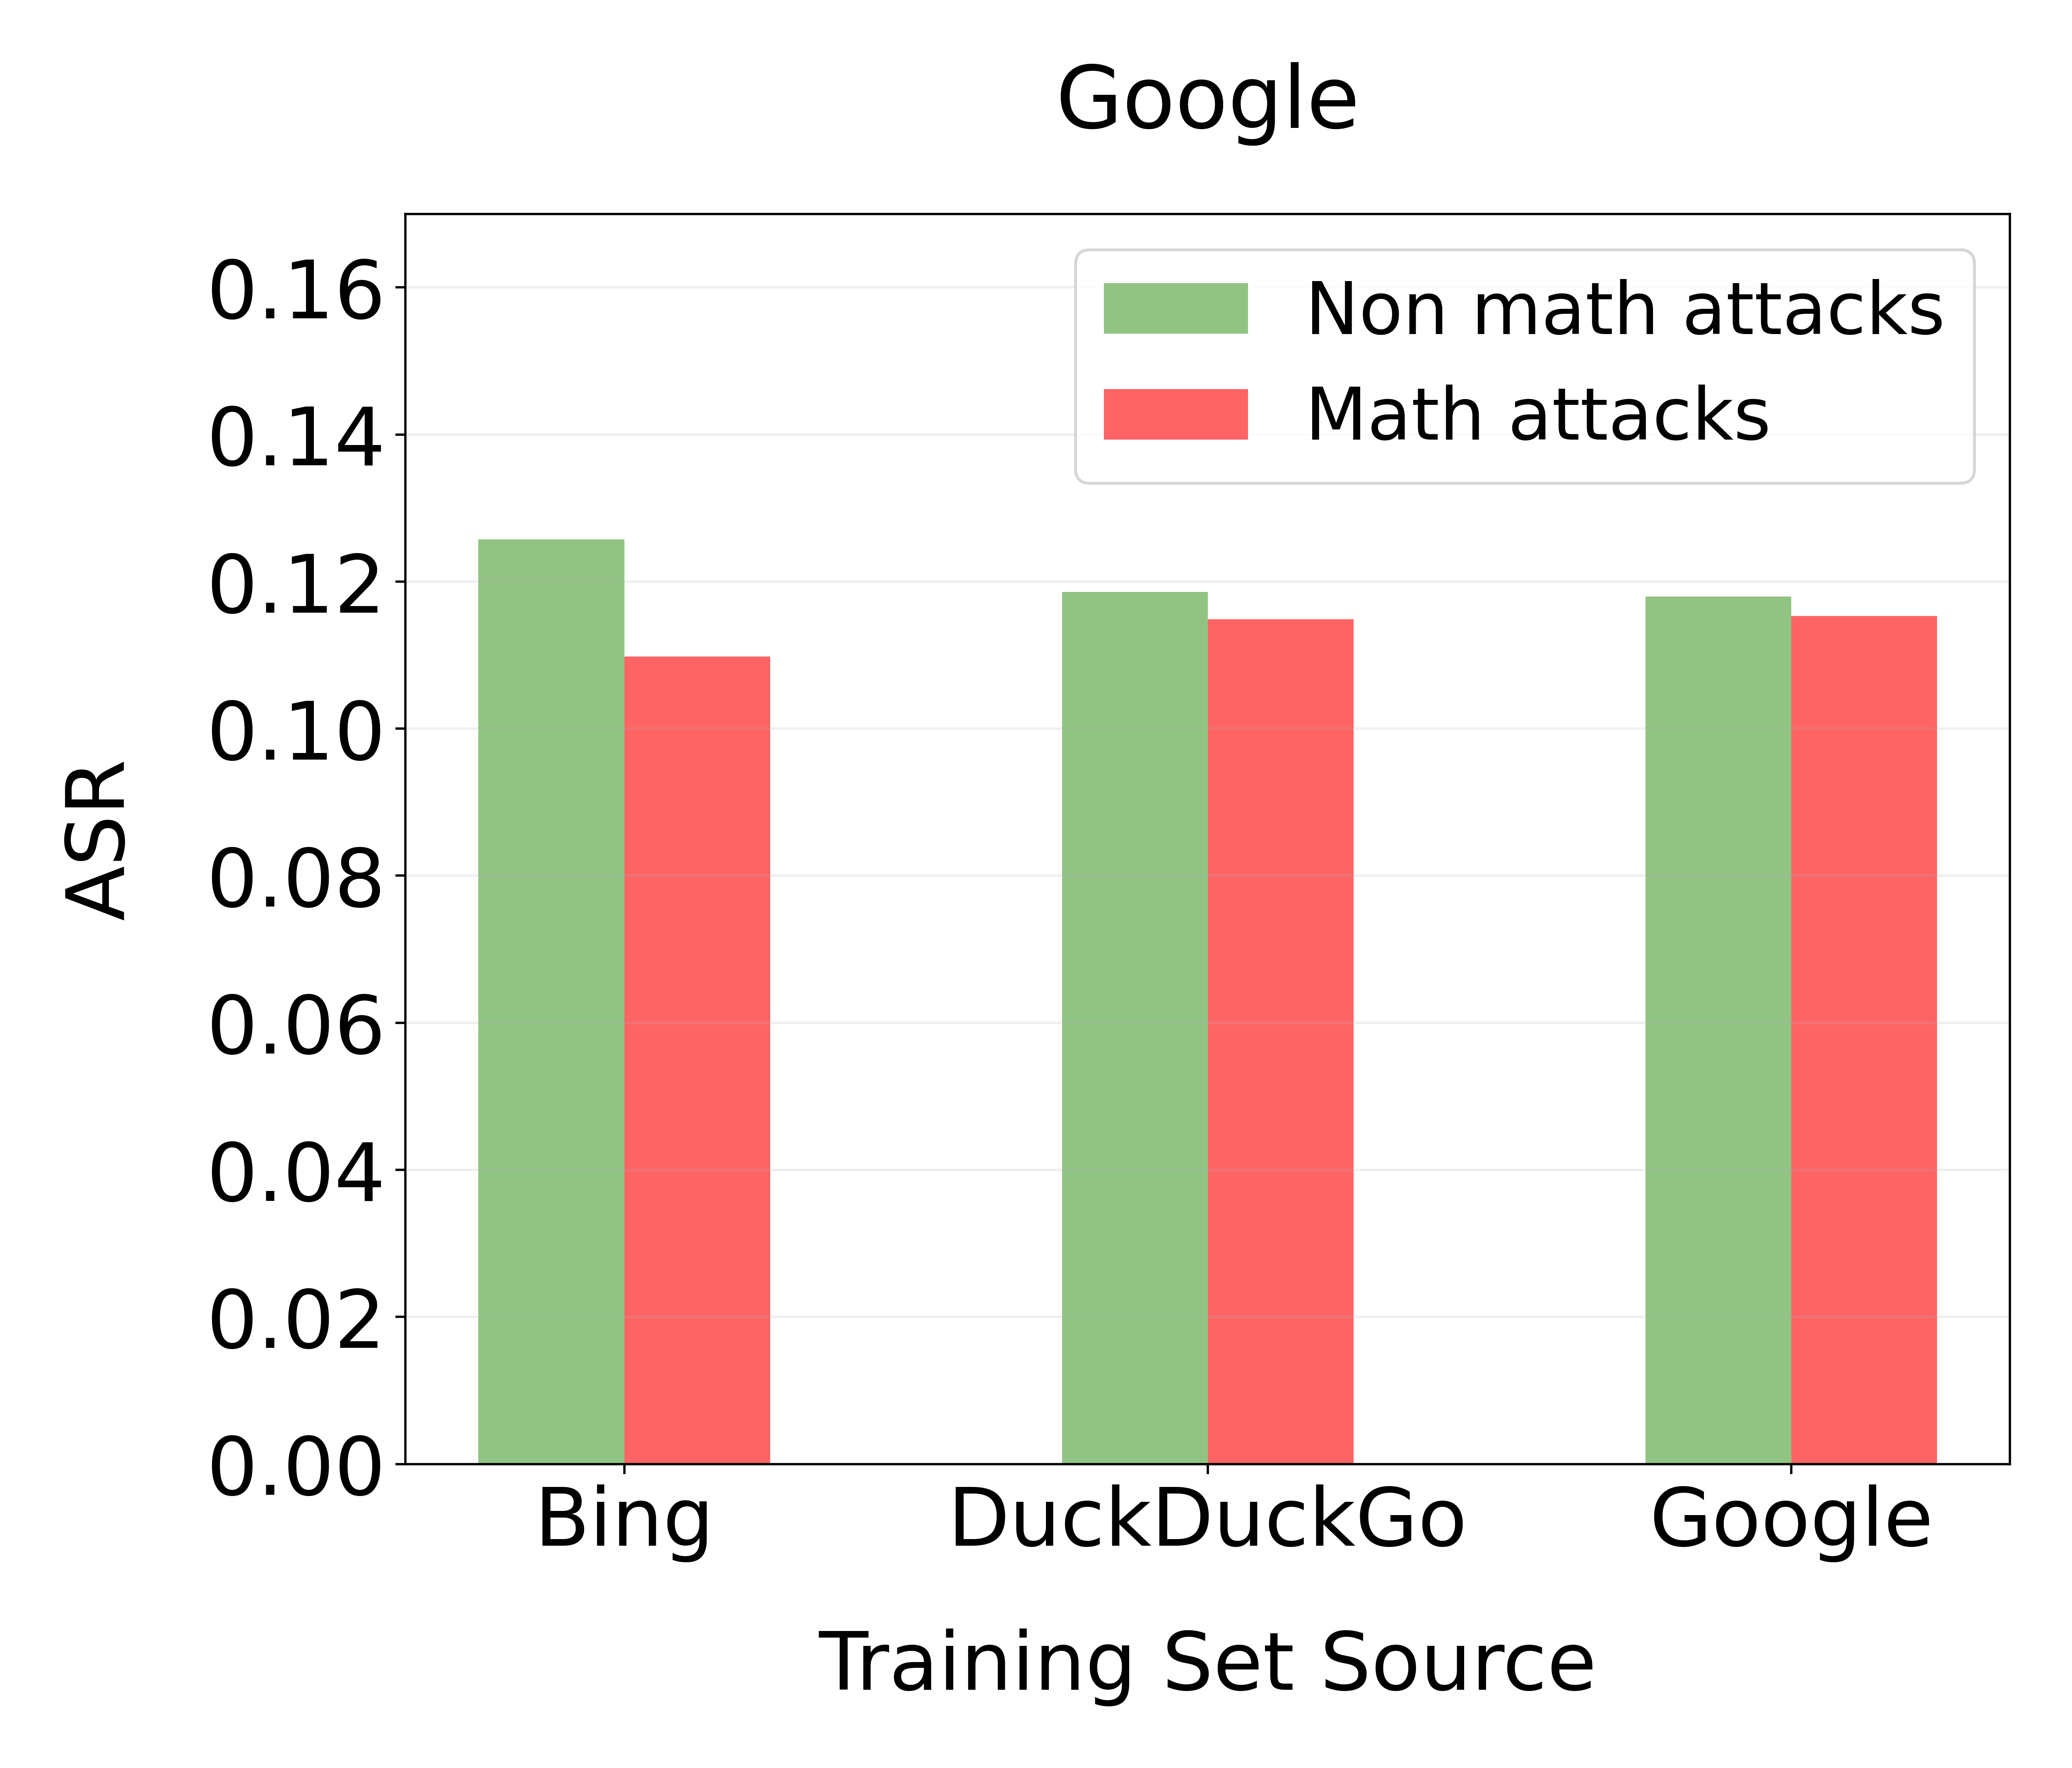 Google
0.16
0.14
0.12
0.10
0.08
0.06
0.04
0.02
0.00
ASR
Non math attacks
Math attacks
Bing DuckDuckGo Google
Training Set Source